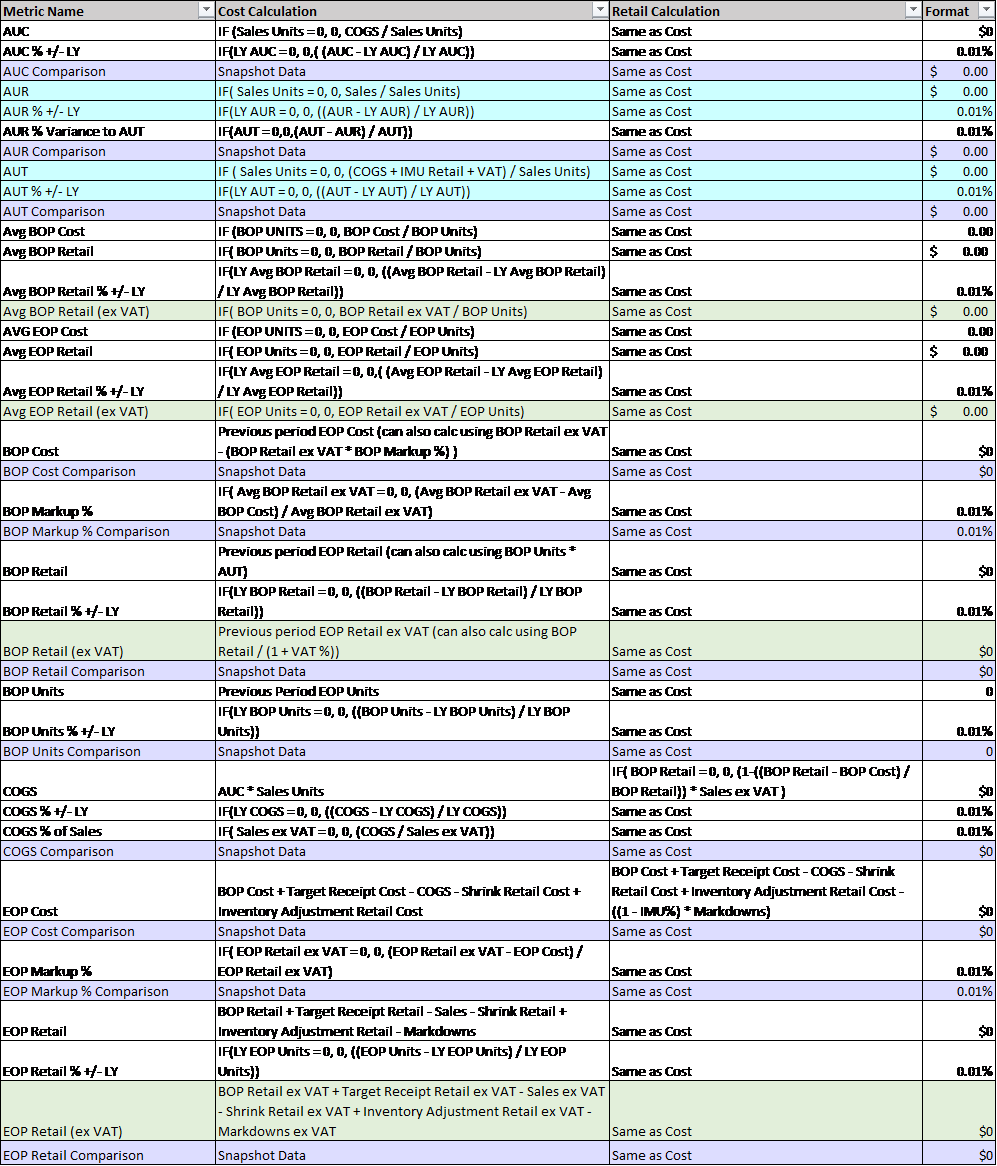 Metric Name Cost Calculation Retail Calculation Format
AUC IF (Sales Units = 0, 0, COGS / Sales Units) Same as Cost $0
AUC % +/- LY IF(LY AUC = 0, 0,( (AUC - LY AUC) / LY AUC)) Same as Cost 0.01%
AUC Comparison Snapshot Data Same as Cost $ 0.00
AUR IF( Sales Units = 0, 0, Sales / Sales Units) Same as Cost $ 0.00
AUR % +/- LY IF(LY AUR = 0, 0, ((AUR - LY AUR) / LY AUR)) Same as Cost 0.01%
AUR % Variance to AUT IF(AUT = 0,0,(AUT - AUR) / AUT)) Same as Cost 0.01%
AUR Comparison Snapshot Data Same as Cost $ 0.00
AUT IF ( Sales Units = 0, 0, (COGS + IMU Retail + VAT) / Sales Units) Same as Cost $ 0.00
AUT % +/- LY IF(LY AUT = 0, 0, ((AUT - LY AUT) / LY AUT)) Same as Cost 0.01%
AUT Comparison Snapshot Data Same as Cost $ 0.00
Avg BOP Cost IF (BOP UNITS = 0, 0, BOP Cost / BOP Units) Same as Cost 0.00
Avg BOP Retail IF( BOP Units = 0, 0, BOP Retail / BOP Units) Same as Cost $ 0.00
IF(LY Avg BOP Retail = 0, 0, ((Avg BOP Retail - LY Avg BOP Retail)
Avg BOP Retail % +/- LY / LY Avg BOP Retail)) Same as Cost 0.01%
Avg BOP Retail (ex VAT) IF( BOP Units = 0, 0, BOP Retail ex VAT / BOP Units) Same as Cost $ 0.00
AVG EOP Cost IF (EOP UNITS = 0, 0, EOP Cost / EOP Units) Same as Cost 0.00
Avg EOP Retail IF( EOP Units = 0, 0, EOP Retail / EOP Units) Same as Cost $ 0.00
IF(LY Avg EOP Retail = 0, 0,( (Avg EOP Retail - LY Avg EOP Retail)
Avg EOP Retail % +/- LY / LY Avg EOP Retail)) Same as Cost 0.01%
Avg EOP Retail (ex VAT) IF( EOP Units = 0, 0, EOP Retail ex VAT / EOP Units) Same as Cost $ 0.00
Previous period EOP Cost (can also calc using BOP Retail ex VAT
BOP Cost - (BOP Retail ex VAT * BOP Markup %) ) Same as Cost $0
BOP Cost Comparison Snapshot Data Same as Cost $0
IF( Avg BOP Retail ex VAT = 0, 0, (Avg BOP Retail ex VAT - Avg
BOP Markup % BOP Cost) / Avg BOP Retail ex VAT) Same as Cost 0.01%
BOP Markup % Comparison Snapshot Data Same as Cost 0.01%
Previous period EOP Retail (can also calc using BOP Units *
BOP Retail AUT) Same as Cost $0
IF(LY BOP Retail = 0, 0, ((BOP Retail - LY BOP Retail) / LY BOP
BOP Retail % +/- LY Retail)) Same as Cost 0.01%
Previous period EOP Retail ex VAT (can also calc using BOP
BOP Retail (ex VAT) Retail / (1 + VAT %)) Same as Cost $0
BOP Retail Comparison Snapshot Data Same as Cost $0
BOP Units Previous Period EOP Units Same as Cost 0
IF(LY BOP Units = 0, 0, ((BOP Units - LY BOP Units) / LY BOP
BOP Units % +/- LY Units)) Same as Cost 0.01%
BOP Units Comparison Snapshot Data Same as Cost 0
IF( BOP Retail = 0, 0, (1-((BOP Retail - BOP Cost) /
COGS AUC * Sales Units BOP Retail)) * Sales ex VAT ) $0
COGS % +/- LY IF(LY COGS = 0, 0, ((COGS - LY COGS) / LY COGS)) Same as Cost 0.01%
COGS % of Sales IF( Sales ex VAT = 0, 0, (COGS / Sales ex VAT)) Same as Cost 0.01%
COGS Comparison Snapshot Data Same as Cost $0
BOP Cost + Target Receipt Cost - COGS - Shrink
BOP Cost + Target Receipt Cost - COGS - Shrink Retail Cost + Retail Cost + Inventory Adjustment Retail Cost -
EOP Cost Inventory Adjustment Retail Cost ((1 - IMU%) * Markdowns) $0
EOP Cost Comparison Snapshot Data Same as Cost $0
IF( EOP Retail ex VAT = 0, 0, (EOP Retail ex VAT - EOP Cost) /
EOP Markup % EOP Retail ex VAT) Same as Cost 0.01%
EOP Markup % Comparison Snapshot Data Same as Cost 0.01%
BOP Retail + Target Receipt Retail - Sales - Shrink Retail +
EOP Retail Inventory Adjustment Retail - Markdowns Same as Cost $0
IF(LY EOP Units = 0, 0, ((EOP Units - LY EOP Units) / LY EOP
EOP Retail % +/- LY Units)) Same as Cost 0.01%
BOP Retail ex VAT + Target Receipt Retail ex VAT - Sales ex VAT
- Shrink Retail ex VAT + Inventory Adjustment Retail ex VAT -
EOP Retail (ex VAT) Markdowns ex VAT Same as Cost $0
EOP Retail Comparison Snapshot Data Same as Cost $0